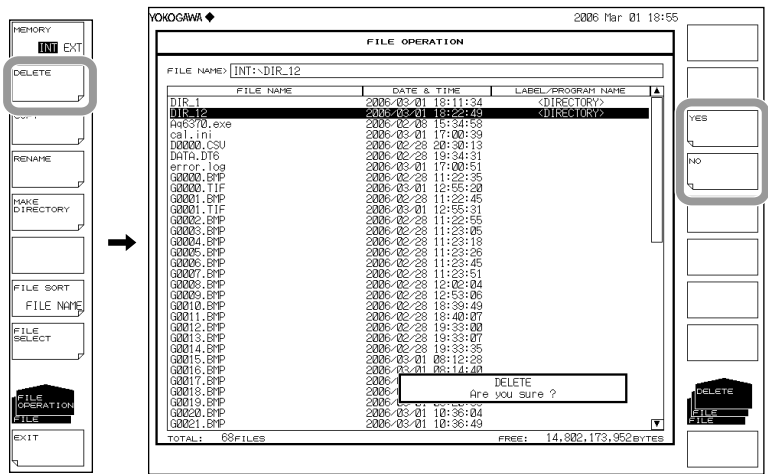 MEMORY
INT EXT
DELETE
COPY
RENAME
MAKE
DIRECTORY
FILE SORT
FILE NAME
FILE
SELECT
FILE
OPERATION
FILE
EXIT
YOKOGAWA ◆ 2006 Mar 01 18:55
FILE OPERATION
FILE NAME> INT:\DIR_12
FILE NAME DATE & TIME LABEL/PROGRAM NAME
DIR_1 2006/03/01 18:11:34 <DIRECTORY>
DIR_12 2006/03/01 18:22:49 <DIRECTORY>
Aq6370.exe 2006/02/08 15:34:58
cal.ini 2006/03/01 17:00:39
D0000.CSV 2006/02/28 20:30:13
DATA.DT6 2006/02/28 19:34:31
error.log 2006/03/01 17:00:51
G0000.BMP 2006/02/28 11:22:35
G0000.TIF 2006/03/01 12:55:20
G0001.BMP 2006/02/28 11:22:45
G0001.TIF 2006/03/01 12:55:31
G0002.BMP 2006/02/28 11:22:55
G0003.BMP 2006/02/28 11:23:05
G0004.BMP 2006/02/28 11:23:18
G0005.BMP 2006/02/28 11:23:26
G0006.BMP 2006/02/28 11:23:45
G0007.BMP 2006/02/28 11:23:51
G0008.BMP 2006/02/28 12:02:04
G0009.BMP 2006/02/28 12:53:06
G0010.BMP 2006/02/28 18:39:49
G0011.BMP 2006/02/28 18:40:07
G0012.BMP 2006/02/28 19:33:00
G0013.BMP 2006/02/28 19:33:07
G0014.BMP 2006/02/28 19:33:35
G0015.BMP 2006/03/01 08:12:28
G0016.BMP 2006/03/01 08:14:40
G0017.BMP 2006/
G0018.BMP 2006/
G0019.BMP 2006/
G0020.BMP 2006/03/01 10:36:04
G0021.BMP 2006/03/01 10:36:49
DELETE
Are you sure ?
TOTAL: 68FILES FREE: 14,802,173,952BYTES
YES
NO
DELETE
FILE
FILE